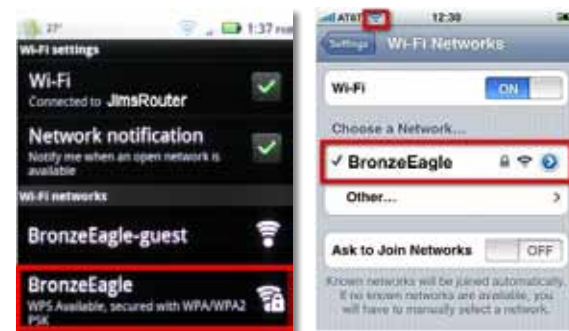 27°
1:37 PM
Wi-Fi settings
Wi-Fi
Connected to JimsRouter
Network notification
Notify me when an open network is
available
Wi-Fi networks
BronzeEagle-guest
BronzeEagle
WPS Available, secured with WPA/WPA2
PSK
AT&T
12:30
Settings
Wi-Fi Networks
Wi-Fi
ON
Choose a Network...
✓ BronzeEagle
Other...
>
Ask to Join Networks
OFF
Known networks will be joined automatically.
If no known networks are available, you
will have to manually select a network.